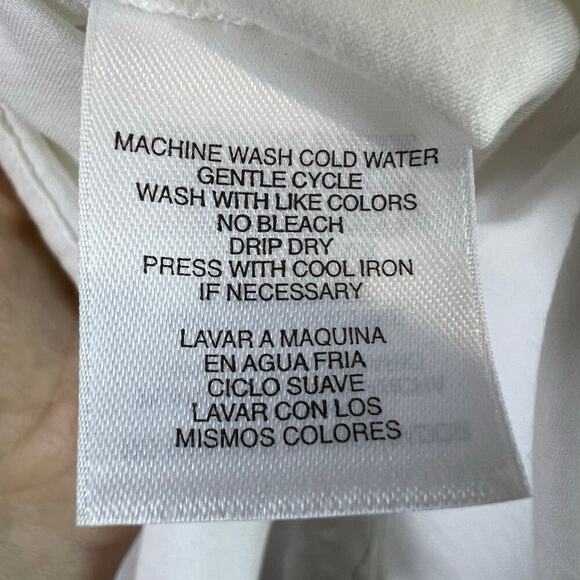 MACHINE WASH COLD WATER
GENTLE CYCLE
WASH WITH LIKE COLORS
NO BLEACH
DRIP DRY
PRESS WITH COOL IRON
IF NECESSARY
LAVAR A MAQUINA
EN AGUA FRIA
CICLO SUAVE
LAVAR CON LOS
MISMOS COLORES